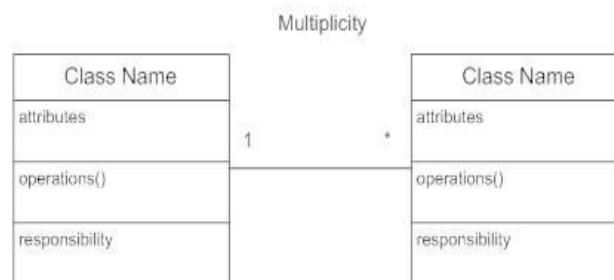 Multiplicity
Class Name
attributes
operations()
responsibility
1
*
Class Name
attributes
operations()
responsibility